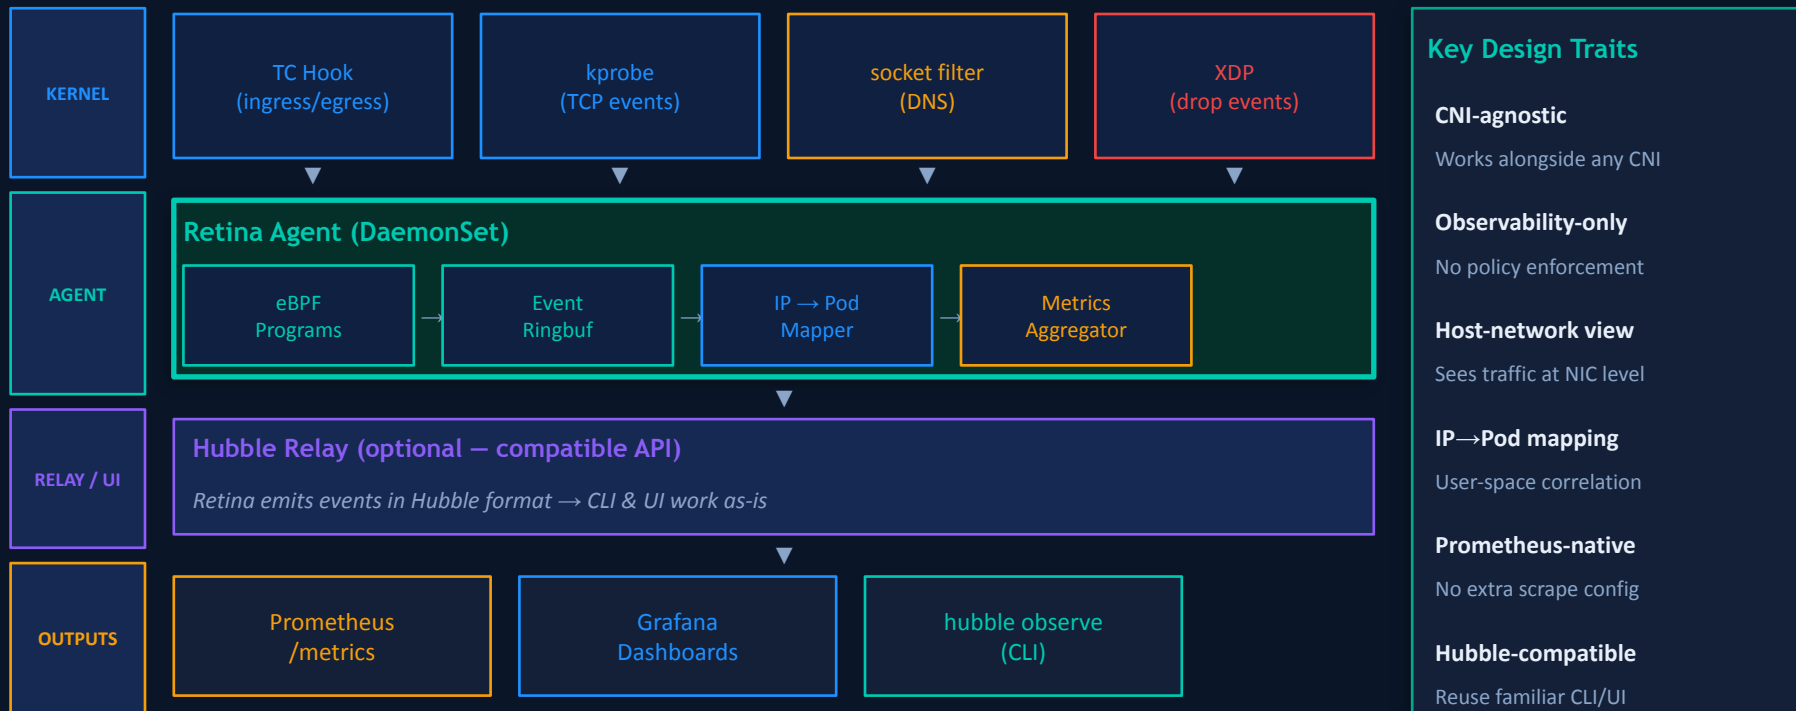 KERNEL
TC Hook
(ingress/egress)
kprobe
(TCP events)
socket filter
(DNS)
XDP
(drop events)
▼
▼
▼
▼
AGENT
Retina Agent (DaemonSet)
eBPF
Programs
→
Event
Ringbuf
→
IP → Pod
Mapper
→
Metrics
Aggregator
▼
RELAY / UI
Hubble Relay (optional — compatible API)
Retina emits events in Hubble format → CLI & UI work as-is
▼
OUTPUTS
Prometheus
/metrics
Grafana
Dashboards
hubble observe
(CLI)
Key Design Traits
CNI-agnostic
Works alongside any CNI
Observability-only
No policy enforcement
Host-network view
Sees traffic at NIC level
IP→Pod mapping
User-space correlation
Prometheus-native
No extra scrape config
Hubble-compatible
Reuse familiar CLI/UI